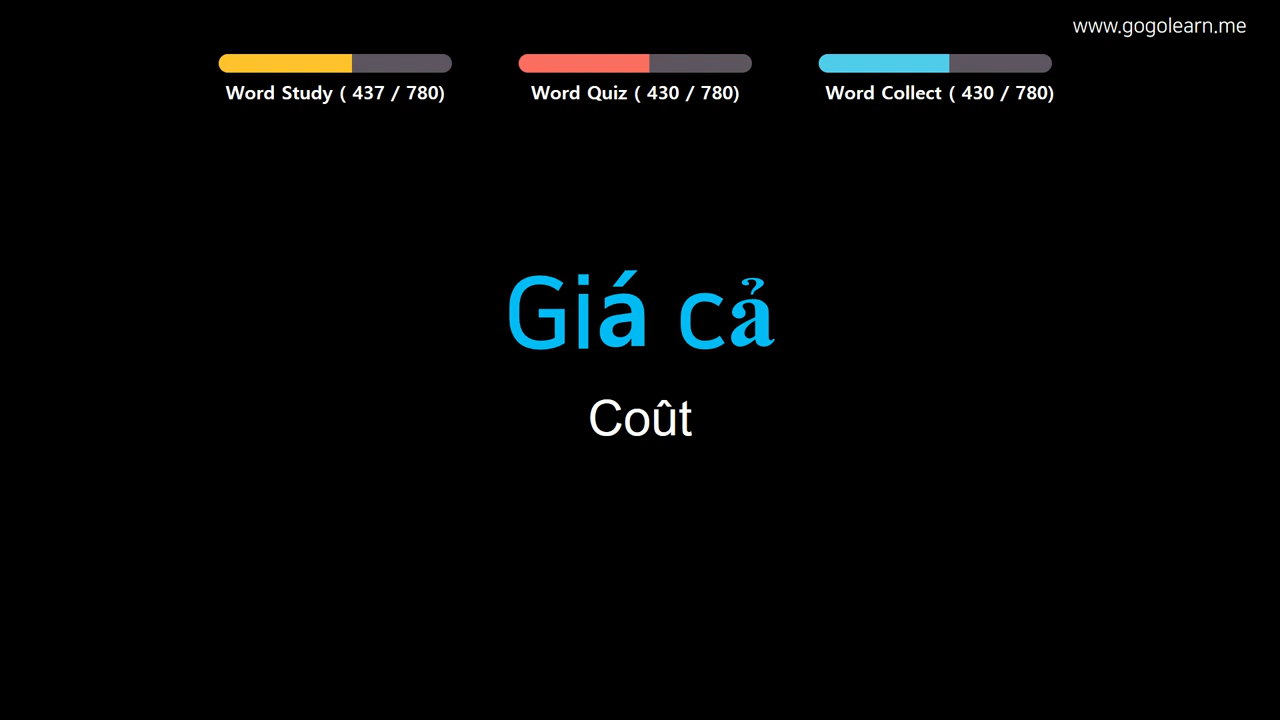 www.gogolearn.me
Word Study ( 437 / 780)
Word Quiz ( 430 / 780)
Word Collect ( 430 / 780)
Giá cả
Coût